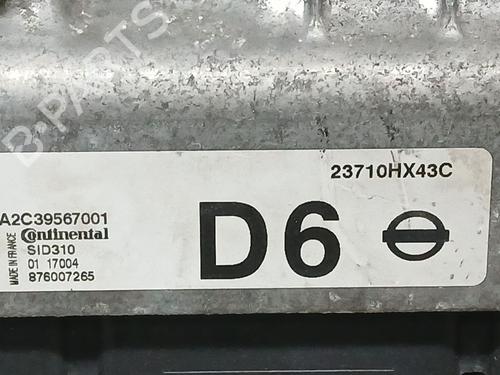 B-PARTS
23710HX43C
A2C39567001
Continental
SID310
01 17004
876007265
MADE IN FRANCE
D6